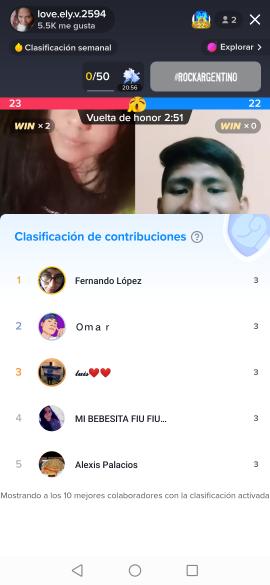 love.ely.v.2594
5.5K me gusta
2
Clasificación semanal
Explorar >
0/50
20:56
#ROCKARGENTINO
23
22
Vuelta de honor 2:51
WIN × 2
WIN × 0
Clasificación de contribuciones ?
1 Fernando López 3
2 Omar 3
3 luis❤️❤️ 3
4 MI BEBESITA FIU FIU... 3
5 Alexis Palacios 3
Mostrando a los 10 mejores colaboradores con la clasificación activada